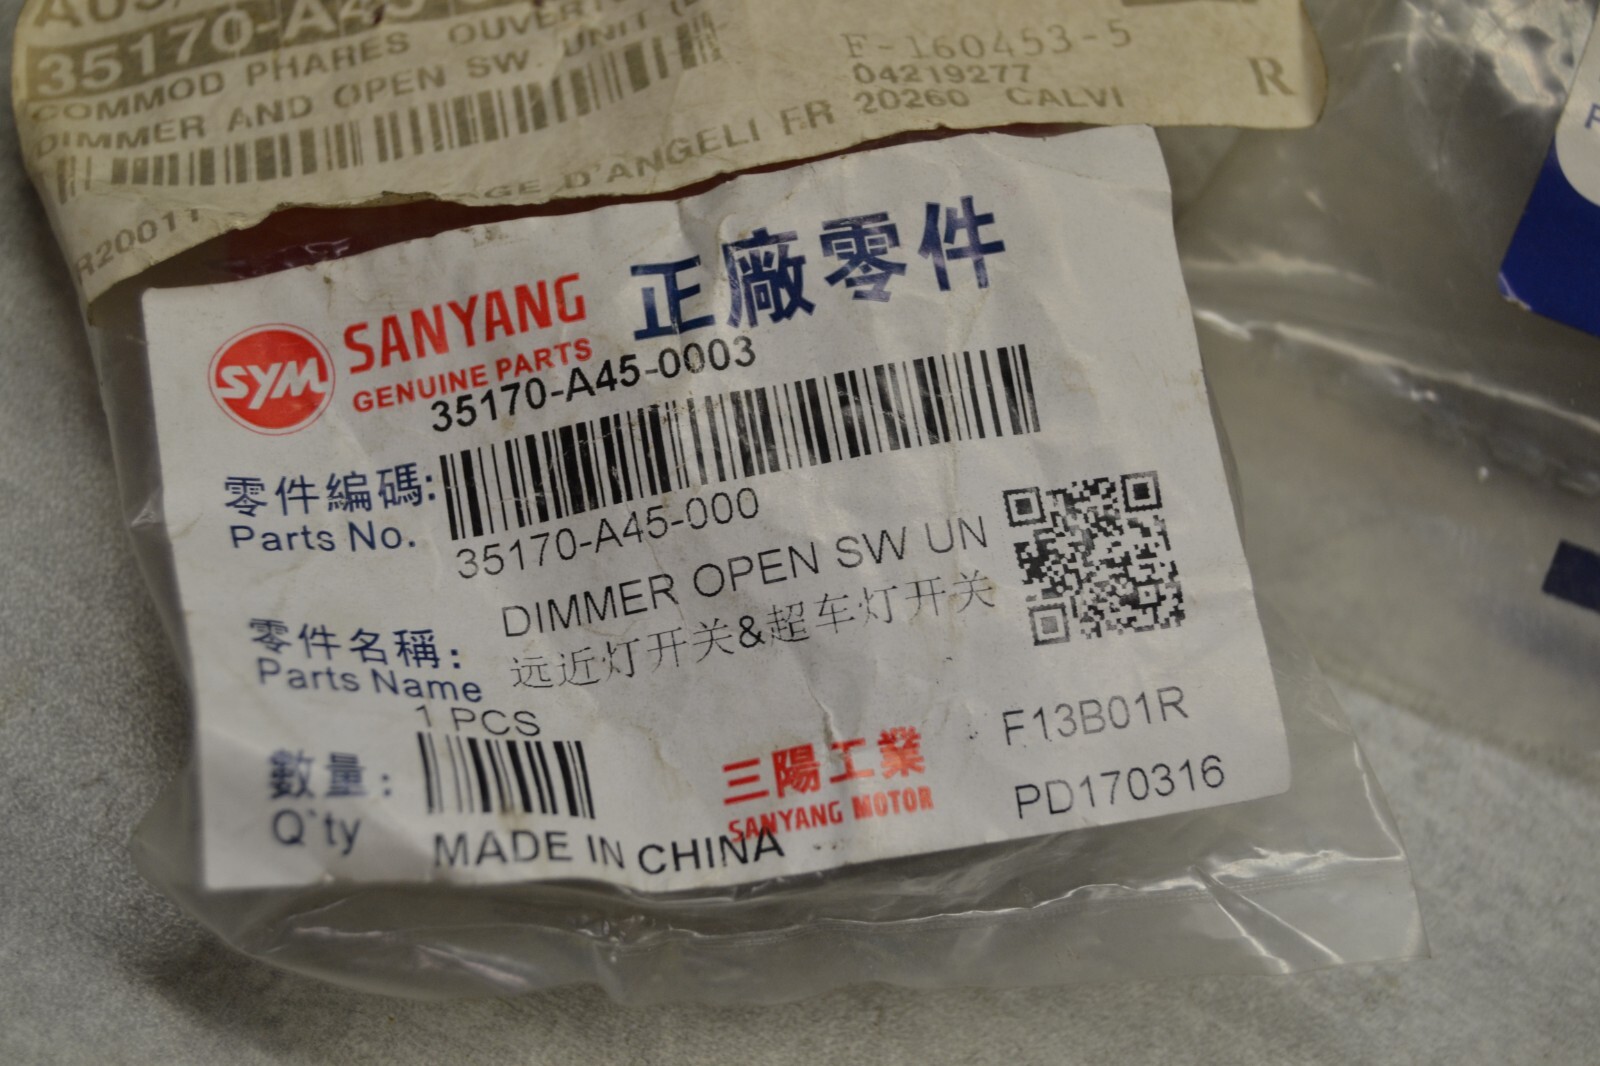 35170-A45
COMMOD PHARES
DIMMER AND OPEN SW. UNIT
F-160453-5
04219277
20260 CALVI
R
D'ANGELI
SYM
SANYANG 正廠零件
GENUINE PARTS
35170-A45-0003
零件編碼:
Parts No.
35170-A45-000
DIMMER OPEN SW UN
零件名稱:
Parts Name
远近灯开关&超车灯开关
1 PCS
數量:
Q'ty
三陽工業
SANYANG MOTOR
F13B01R
PD170316
MADE IN CHINA